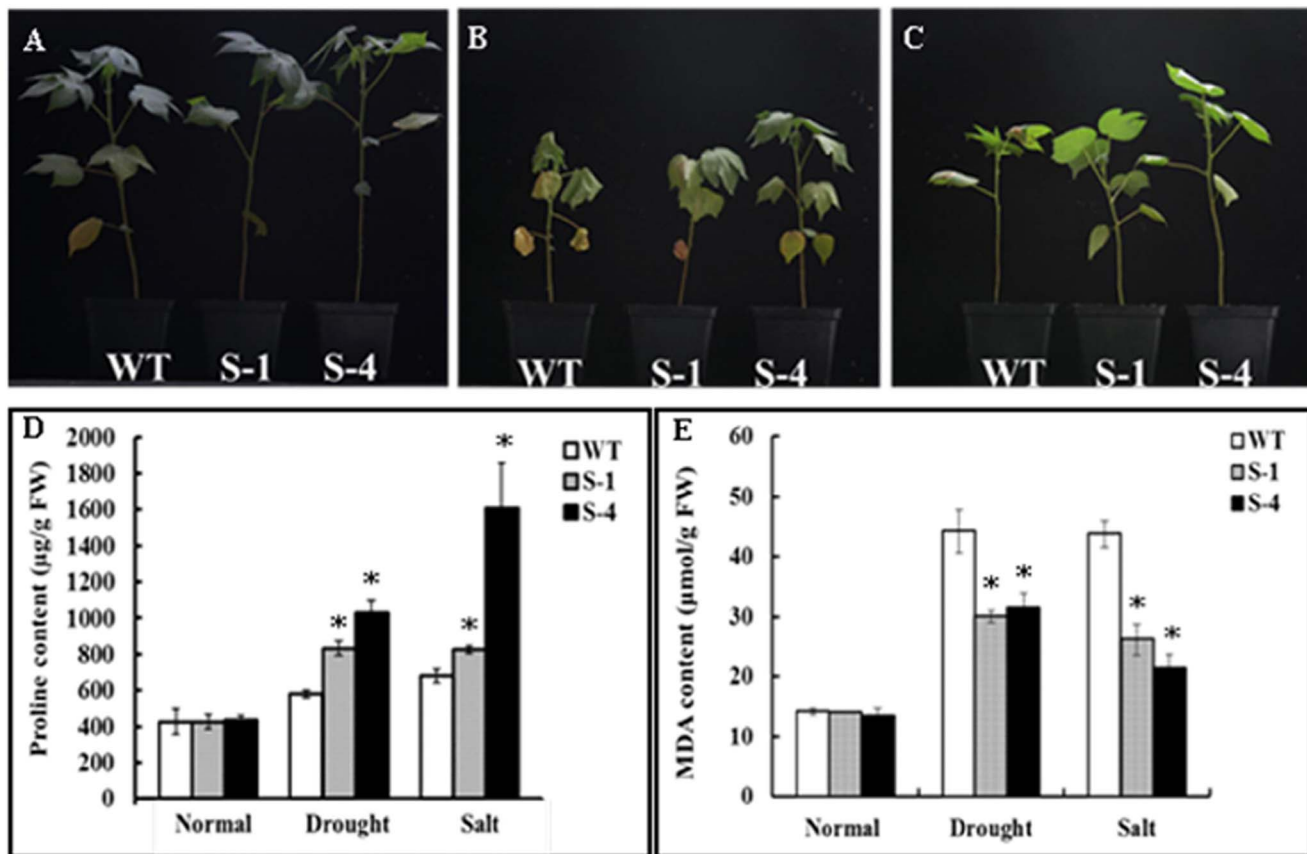 A
WT S-1 S-4
B
WT S-1 S-4
C
WT S-1 S-4
D
Proline content (µg/g FW)
2000
1800
1600
1400
1200
1000
800
600
400
200
0
* * * *
WT
S-1
S-4
Normal Drought Salt
E
MDA content (µmol/g FW)
60
50
40
30
20
10
0
* * * *
WT
S-1
S-4
Normal Drought Salt